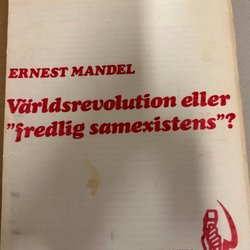 ERNEST MANDEL
Världsrevolution eller
"fredlig samexistens"?